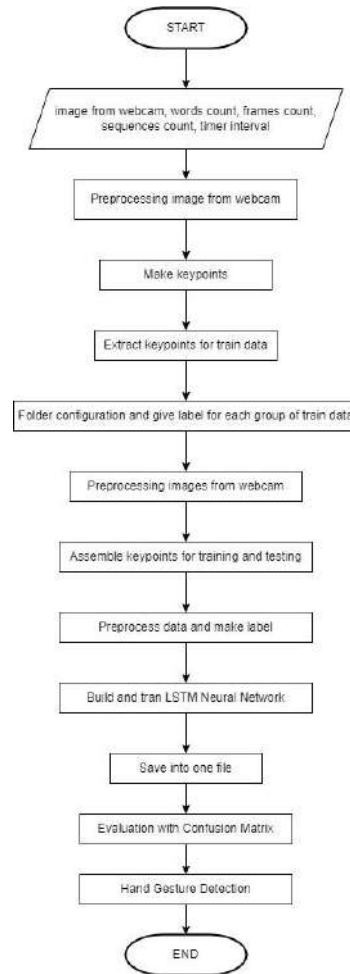 START
image from webcam, words count, frames count,
sequences count, timer interval
Preprocessing image from webcam
Make keypoints
Extract keypoints for train data
Folder configuration and give label for each group of train data
Preprocessing images from webcam
Assemble keypoints for training and testing
Preprocess data and make label
Build and tran LSTM Neural Network
Save into one file
Evaluation with Confusion Matrix
Hand Gesture Detection
END